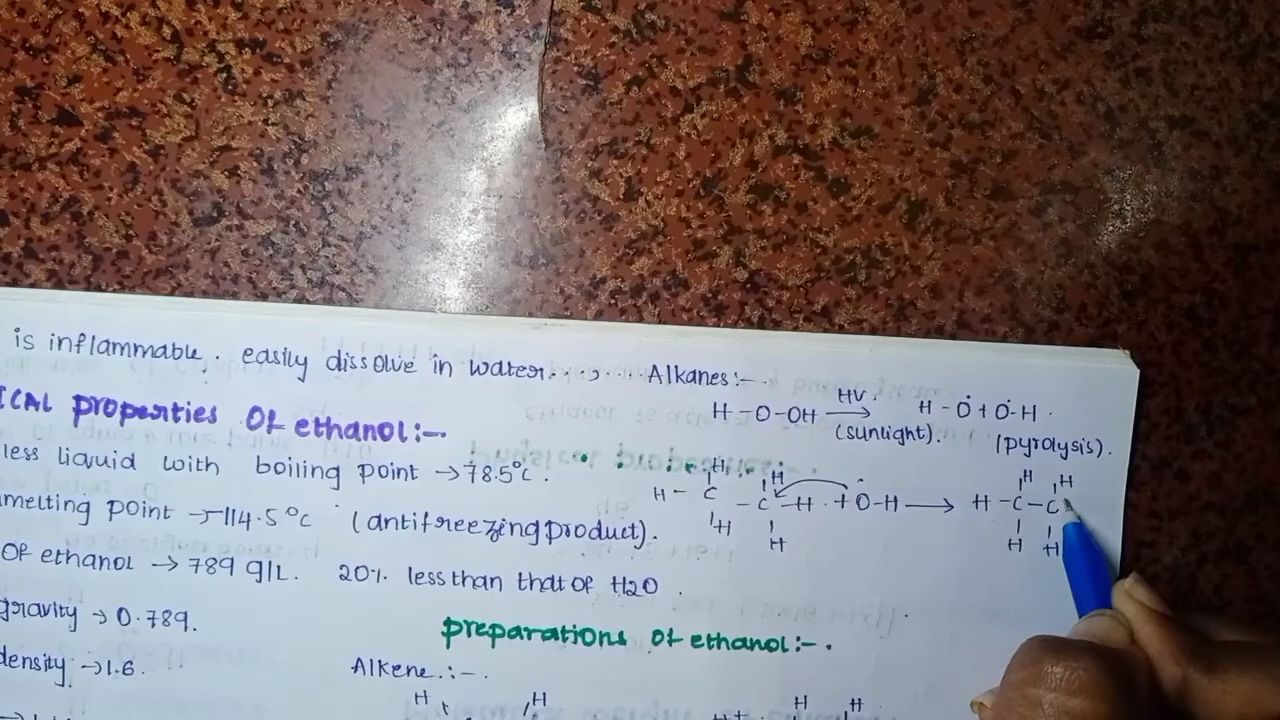 is inflammable. easily dissolve in water.
ICAL properties Of ethanol:-.
less liquid with boiling point → 78.5°c.
melting point → -114.5°c (antifreezing product).
Of ethanol → 789 g/L. 20% less than that of H2O.
gravity → 0.789.
density → 1.6.
Alkanes:-.
H-O-OH → H-Ȯ + Ȯ-H.
HV.
(sunlight). (pyrolysis).
H H H H
H - C - C - H + Ȯ-H → H - C - C
H H H H
preparations of ethanol:-.
Alkene:-.
H H H H